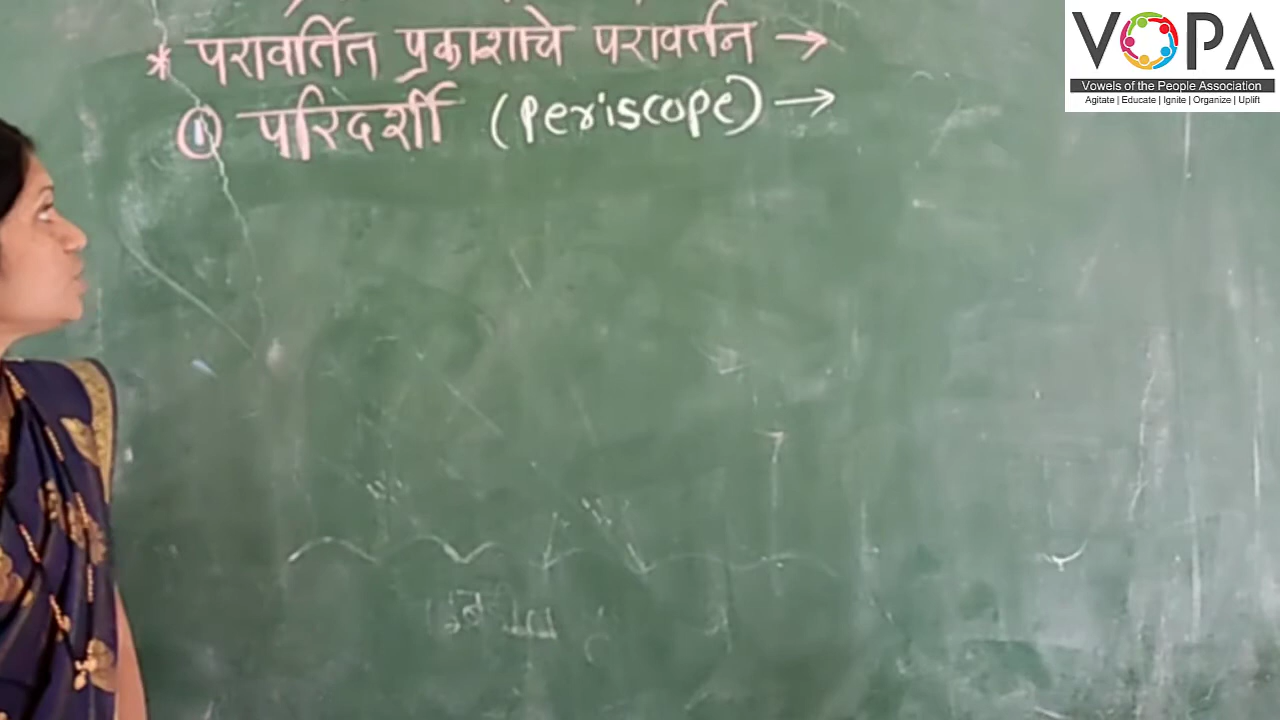 * परावर्तित प्रकाशाचे परावर्तन →
① परिदर्शी (Periscope) →
VOPA
Vowels of the People Association
Agitate | Educate | Ignite | Organize | Uplift